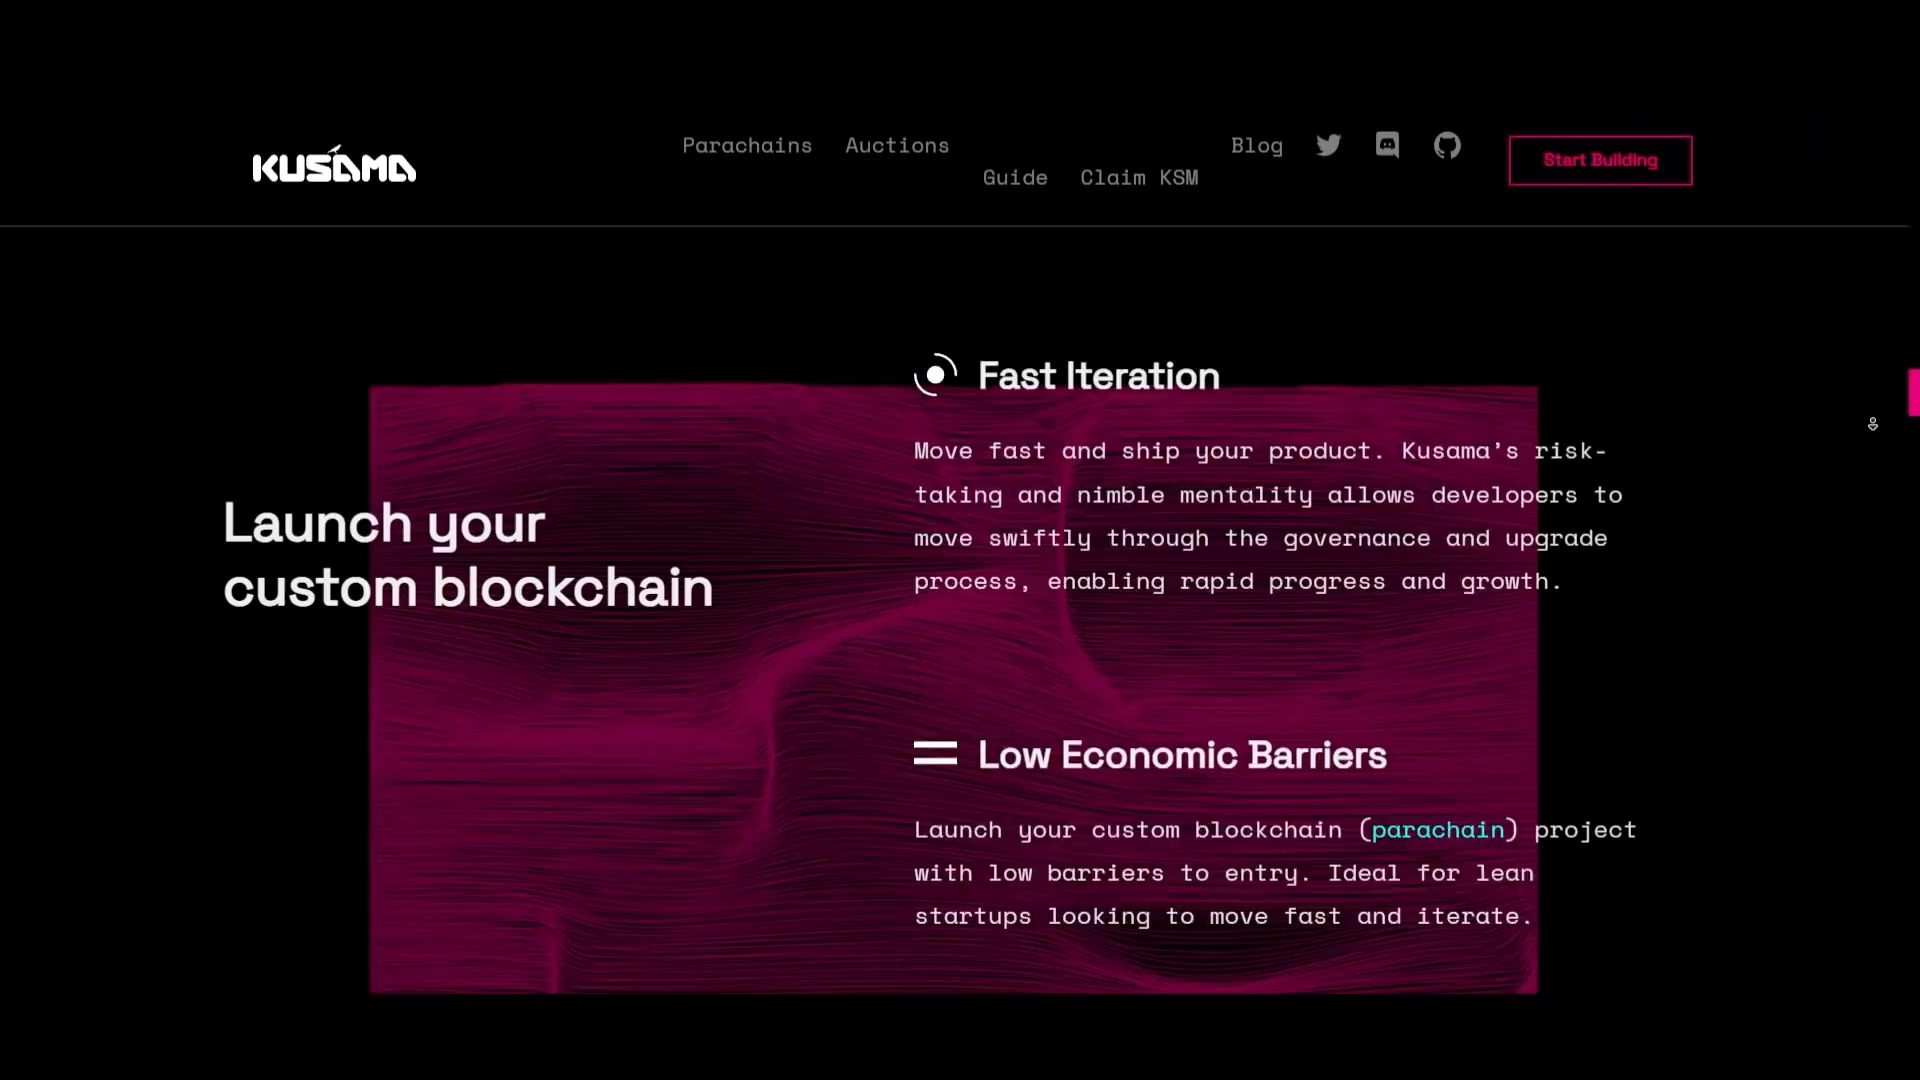 KUSAMA
Parachains
Auctions
Guide
Claim KSM
Blog
Start Building
Launch your
custom blockchain
Fast Iteration
Move fast and ship your product. Kusama's risk-
taking and nimble mentality allows developers to
move swiftly through the governance and upgrade
process, enabling rapid progress and growth.
Low Economic Barriers
Launch your custom blockchain (parachain) project
with low barriers to entry. Ideal for lean
startups looking to move fast and iterate.